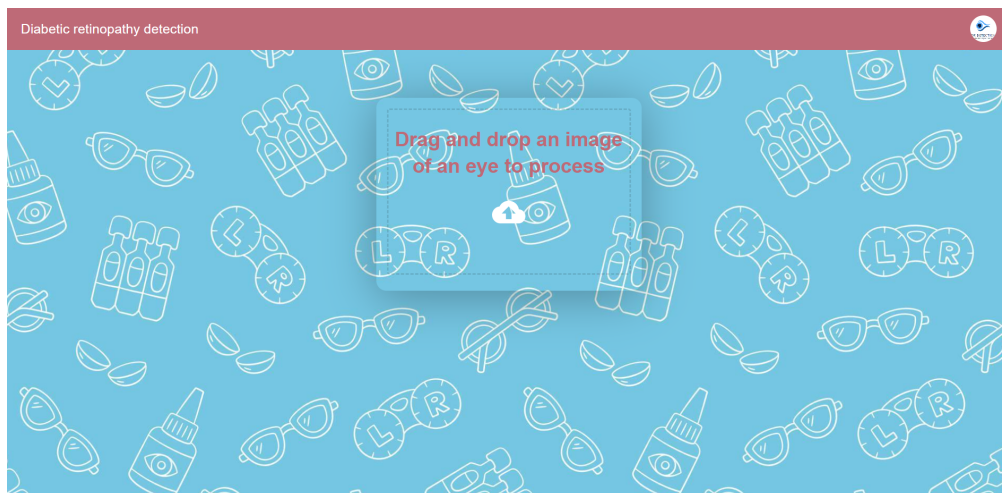 Diabetic retinopathy detection
Drag and drop an image
of an eye to process
L
L
L
R
L
R
L
R
L
R
R
L
R
L